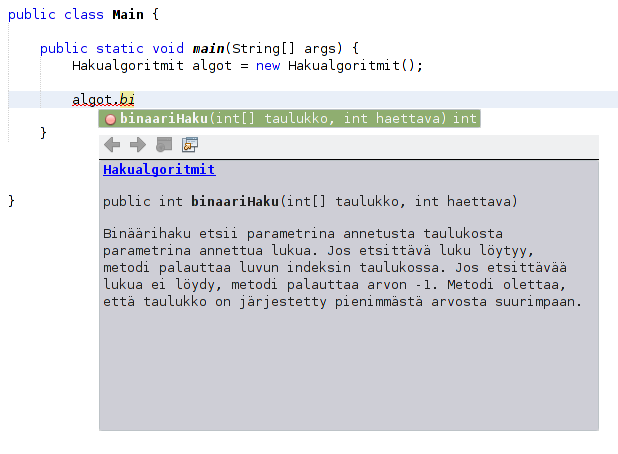 public class Main {
public static void main(String[] args) {
Hakualgoritmit algot = new Hakualgoritmit();
algot.bi
binaariHaku(int[] taulukko, int haettava) int
}
Hakualgoritmit
public int binaariHaku(int[] taulukko, int haettava)
}
Binäärihaku etsii parametrina annetusta taulukosta
parametrina annettua lukua. Jos etsittävä luku löytyy,
metodi palauttaa luvun indeksin taulukossa. Jos etsittävää
lukua ei löydy, metodi palauttaa arvon -1. Metodi olettaa,
että taulukko on järjestetty pienimmästä arvosta suurimpaan.